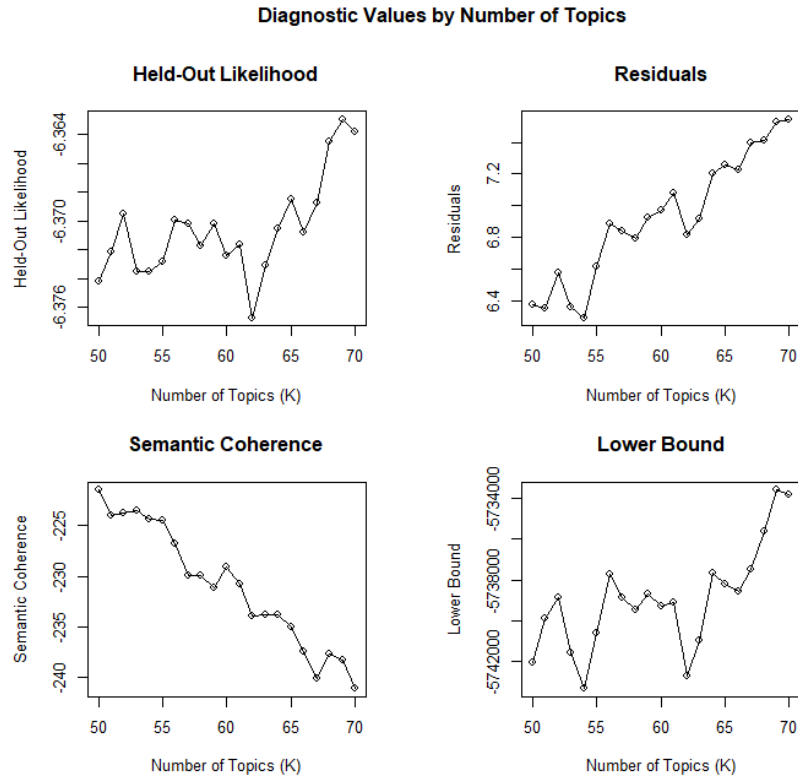 Diagnostic Values by Number of Topics
Held-Out Likelihood
Held-Out Likelihood
-6.364
-6.370
-6.376
50 55 60 65 70
Number of Topics (K)
Residuals
Residuals
7.2
6.8
6.4
50 55 60 65 70
Number of Topics (K)
Semantic Coherence
Semantic Coherence
-225
-230
-235
-240
50 55 60 65 70
Number of Topics (K)
Lower Bound
Lower Bound
-5734000
-5738000
-5742000
50 55 60 65 70
Number of Topics (K)